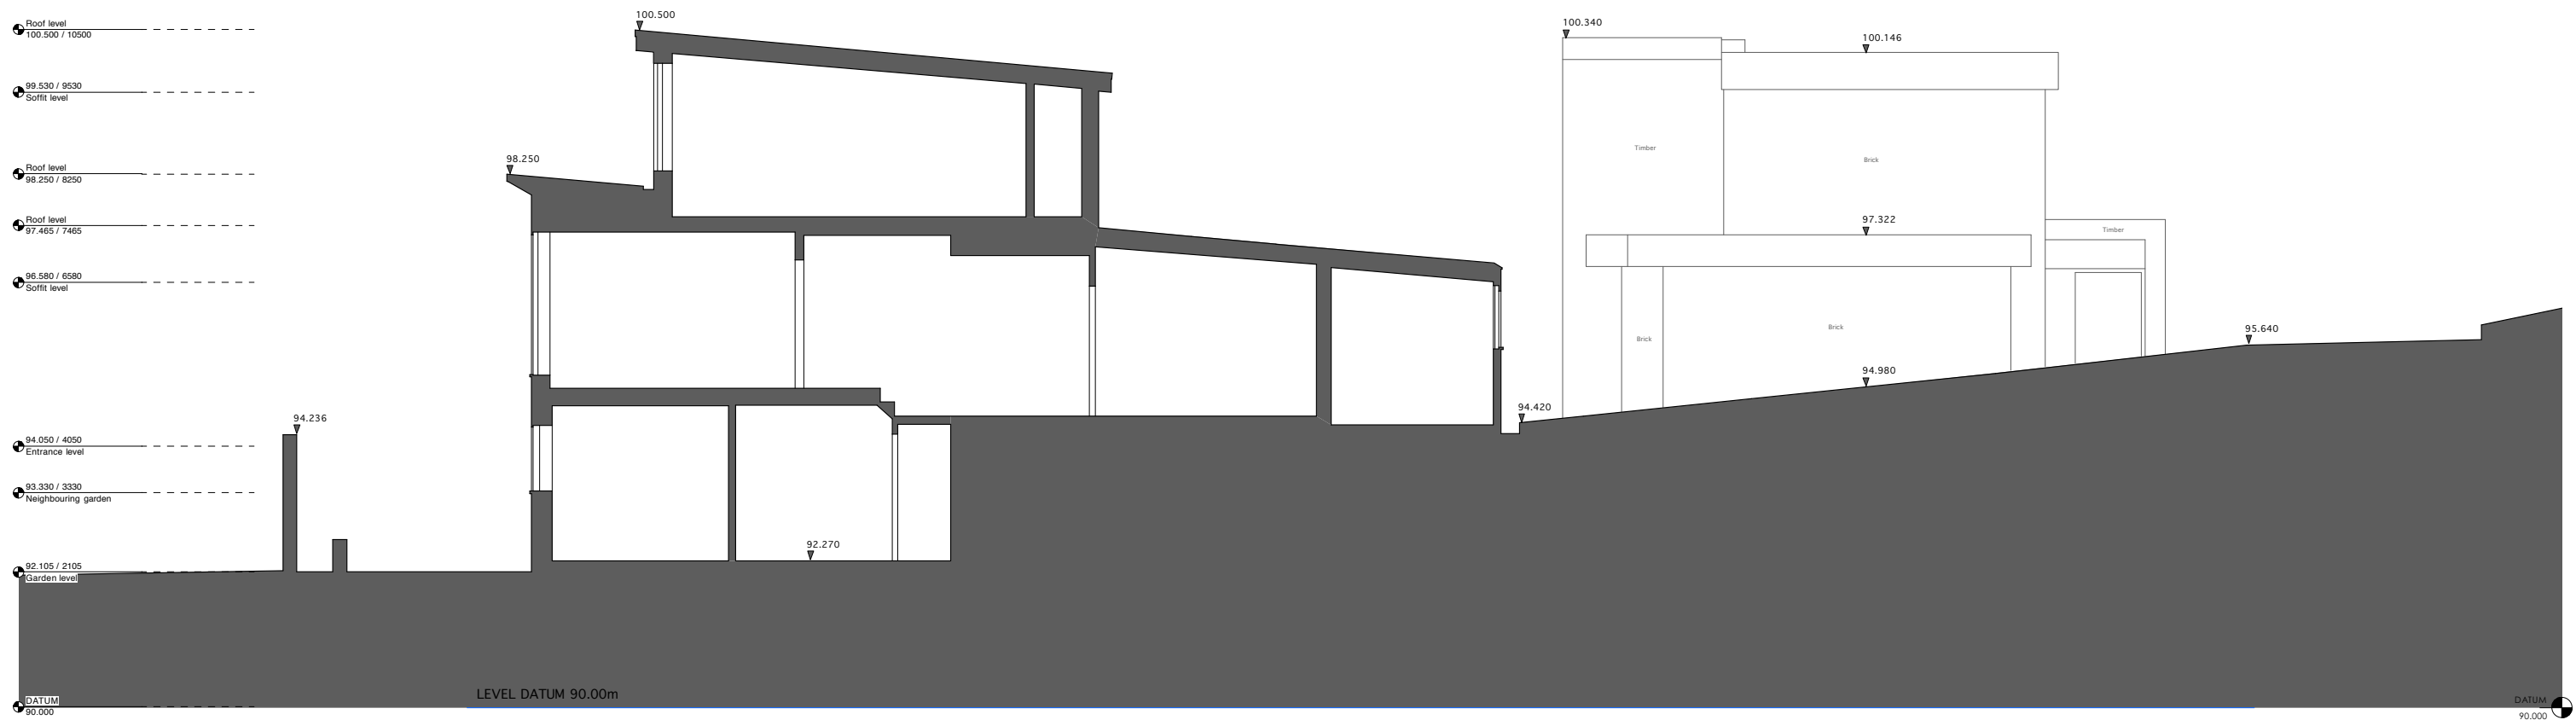 Roof level
100.500 / 10500
99.530 / 9530
Soffit level
Roof level
98.250 / 8250
Roof level
97.465 / 7465
96.580 / 6580
Soffit level
94.050 / 4050
Entrance level
93.330 / 3330
Neighbouring garden
92.105 / 2105
Garden level
DATUM
90.000
94.236
98.250
100.500
92.270
LEVEL DATUM 90.00m
100.340
100.146
Timber
Brick
97.322
Timber
Brick
Brick
95.640
94.980
94.420
DATUM
90.000